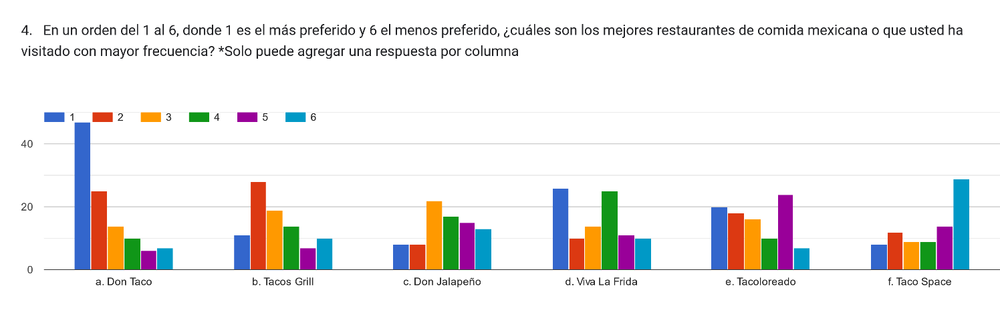 4. En un orden del 1 al 6, donde 1 es el más preferido y 6 el menos preferido, ¿cuáles son los mejores restaurantes de comida mexicana o que usted ha
visitado con mayor frecuencia? *Solo puede agregar una respuesta por columna
1 2 3 4 5 6
40
20
0
a. Don Taco b. Tacos Grill c. Don Jalapeño d. Viva La Frida e. Tacoloreado f. Taco Space